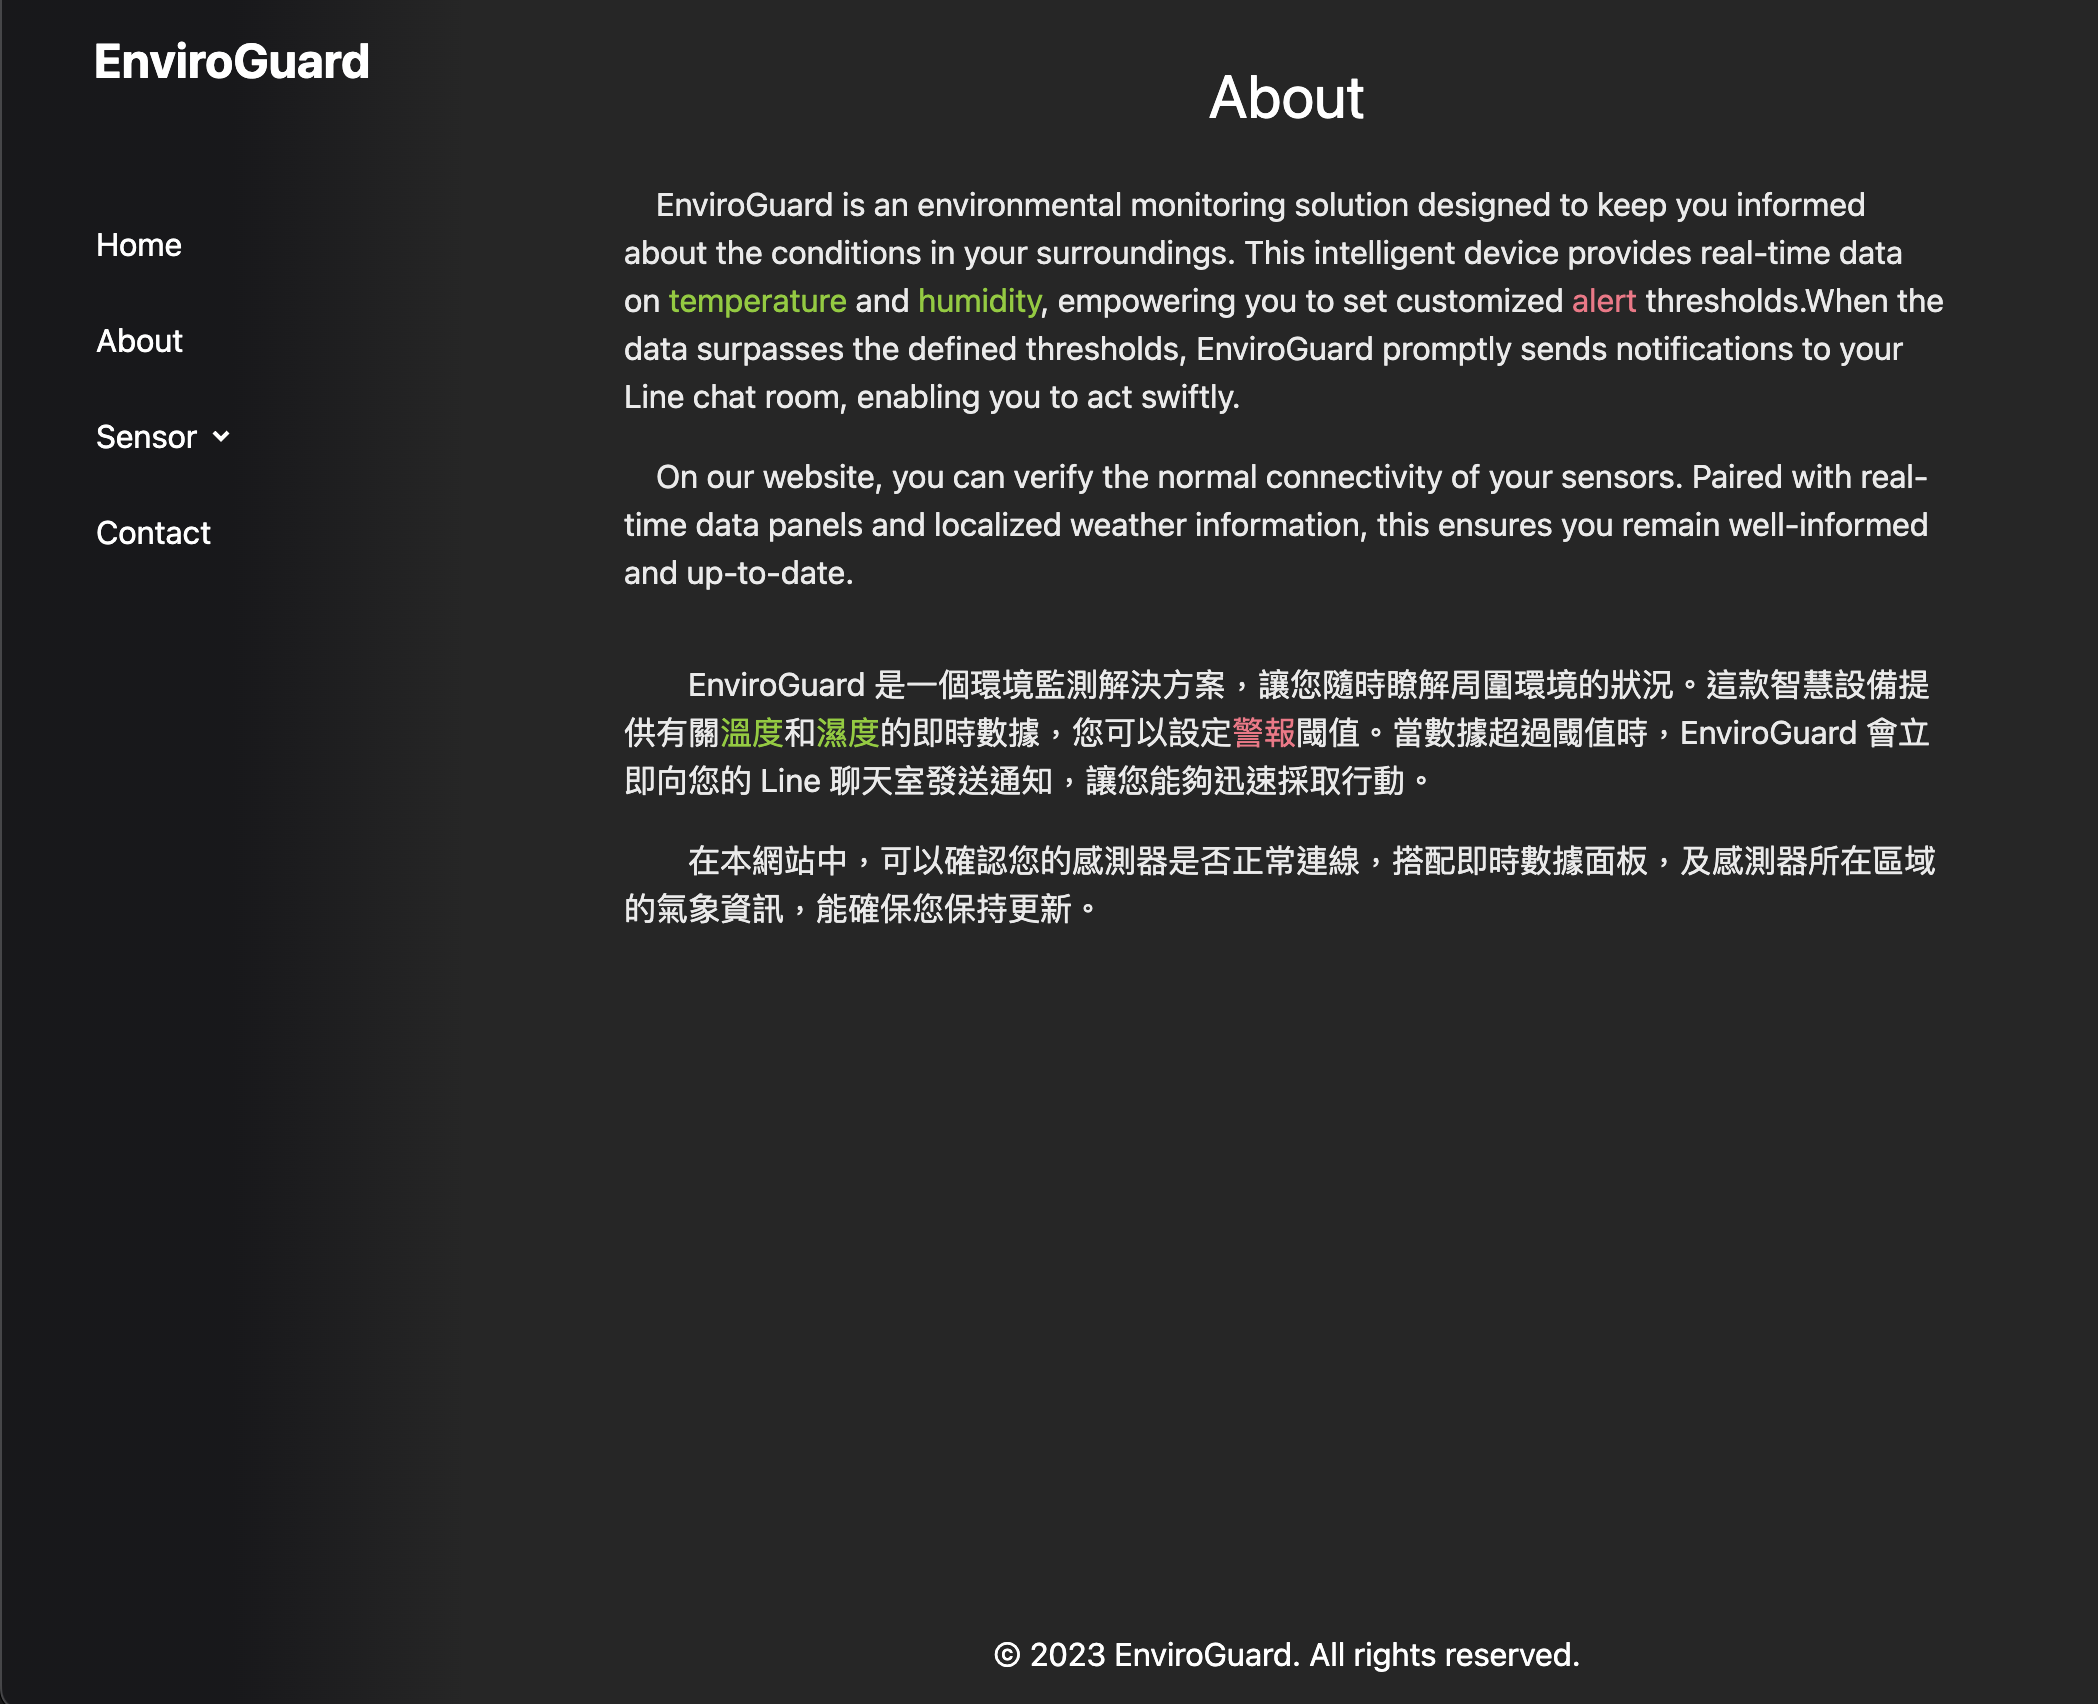 EnviroGuard
Home
About
Sensor
Contact
About
EnviroGuard is an environmental monitoring solution designed to keep you informed
about the conditions in your surroundings. This intelligent device provides real-time data
on temperature and humidity, empowering you to set customized alert thresholds.When the
data surpasses the defined thresholds, EnviroGuard promptly sends notifications to your
Line chat room, enabling you to act swiftly.
On our website, you can verify the normal connectivity of your sensors. Paired with real-
time data panels and localized weather information, this ensures you remain well-informed
and up-to-date.
EnviroGuard 是一個環境監測解決方案，讓您隨時瞭解周圍環境的狀況。這款智慧設備提
供有關溫度和濕度的即時數據，您可以設定警報閾值。當數據超過閾值時，EnviroGuard 會立
即向您的 Line 聊天室發送通知，讓您能夠迅速採取行動。
在本網站中，可以確認您的感測器是否正常連線，搭配即時數據面板，及感測器所在區域
的氣象資訊，能確保您保持更新。
© 2023 EnviroGuard. All rights reserved.